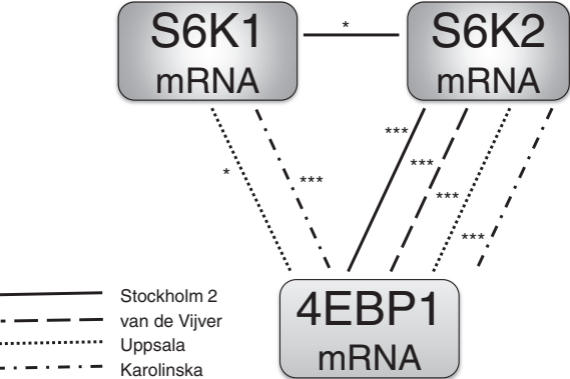 S6K1
mRNA
*
S6K2
mRNA
*
***
***
***
***
***
4EBP1
mRNA
Stockholm 2
van de Vijver
Uppsala
Karolinska